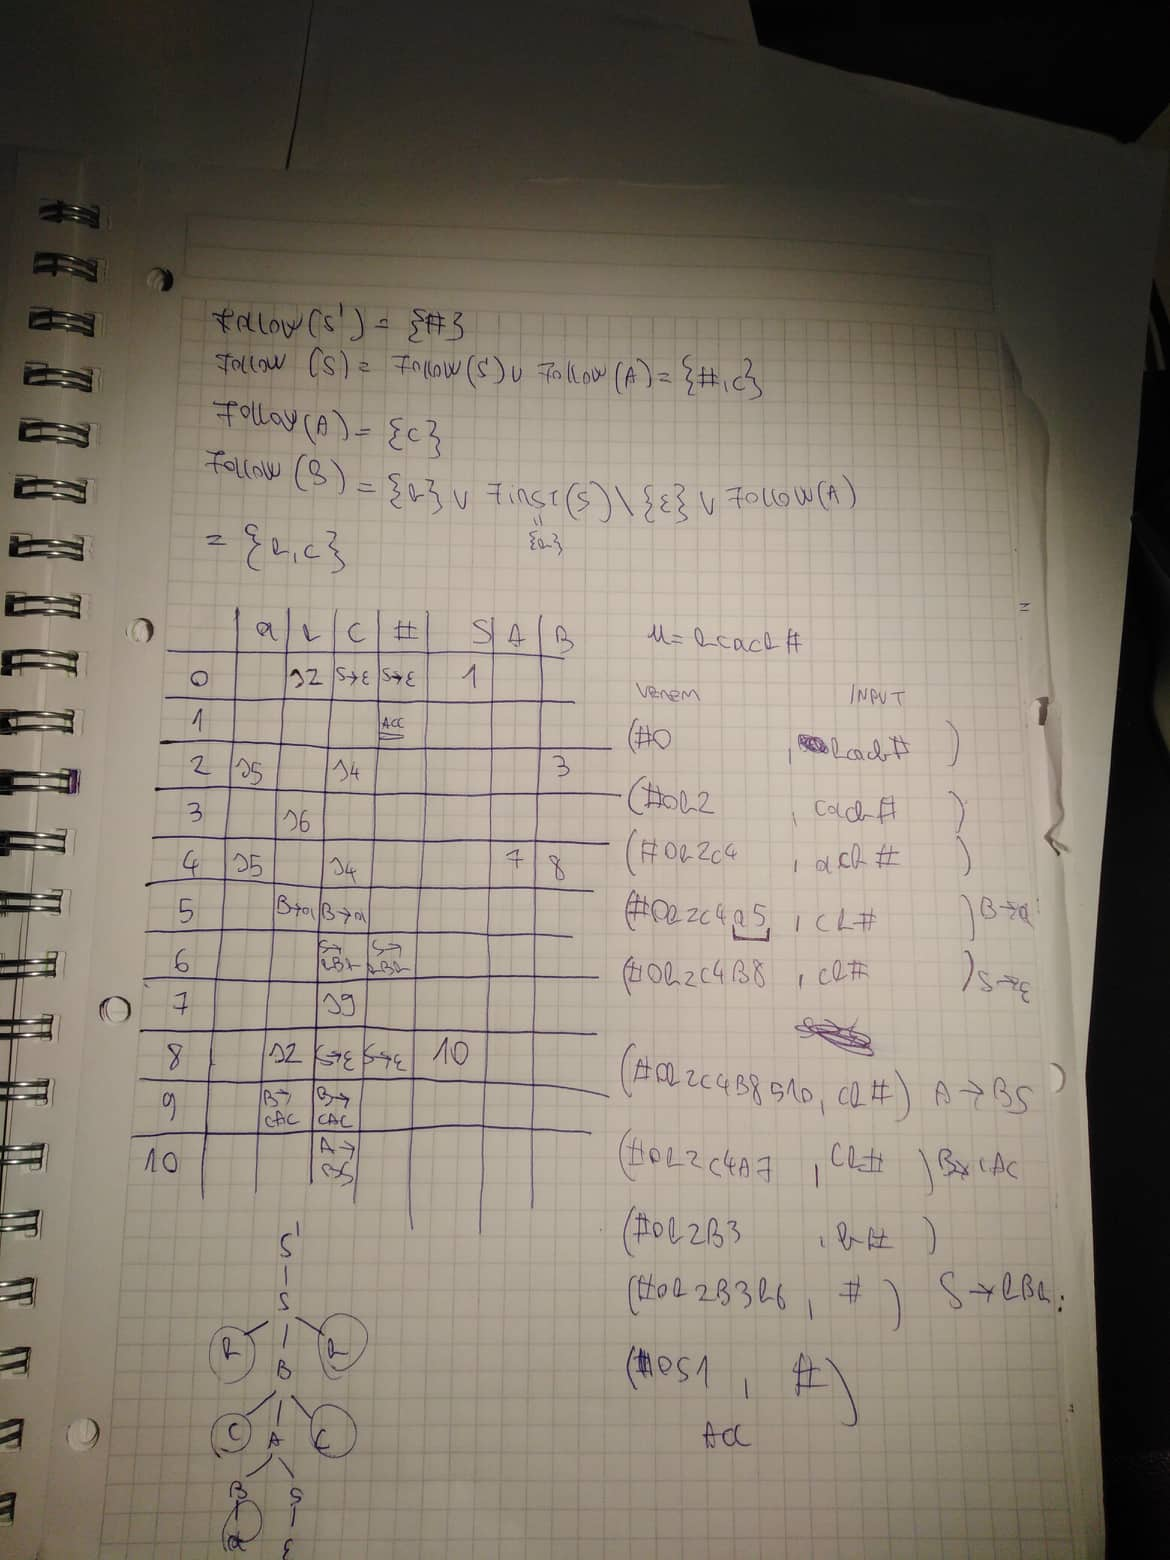 Follow(S') = {#}
Follow (S) = Follow(S') ∪ Follow(A) = {#,c}
Follow(A) = {c}
Follow (B) = {b} ∪ First(S) \ {ε} ∪ Follow(A)
= {b,c}
"
{b}
a b c # S A B
0 s2 S→ε S→ε 1
1 ACC
2 s5 s4 3
3 s6
4 s5 s4 7 8
5 B→a B→a
6 S→bBb S→bBb
7 s9
8 s2 S→ε S→ε 10
9 B→cAc B→cAc
10 A→BS
M = bcacb#
VEREM INPUT
(#0 , bcacb# )
(#0b2 , cacb# )
(#0b2c4 , acb# )
(#0b2c4a5 , cb# ) B→a
(#0b2c4B8 , cb# ) S→ε
(#0b2c4B8S10, cb#) A→BS
(#0b2c4A7 , cb# ) B→cAc
(#0b2B3 , b# )
(#0b2B3b6 , # ) S→bBb
(#0S1 , #)
Acc
S'
S
b B b
c A c
B S
a ε